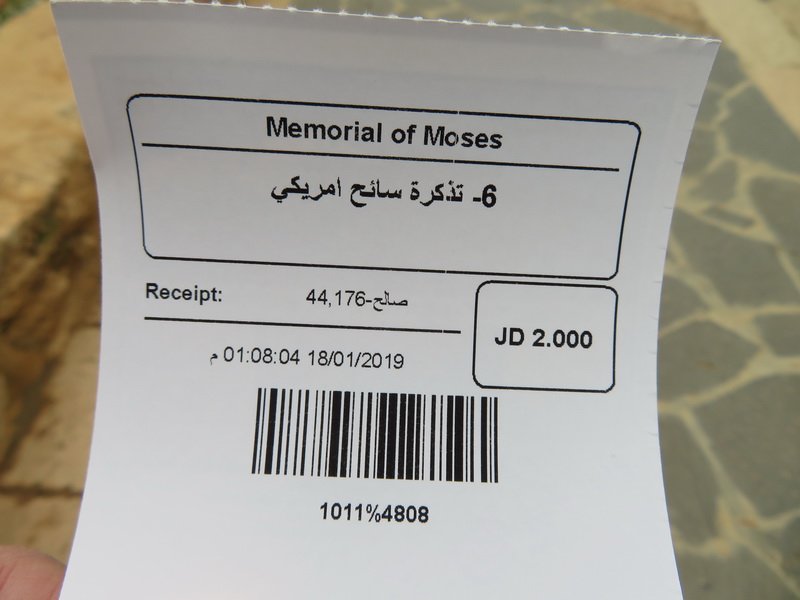 Memorial of Moses
6- تذكرة سائح امريكي
Receipt: صالح-44,176
JD 2.000
01:08:04 18/01/2019 م
1011%4808